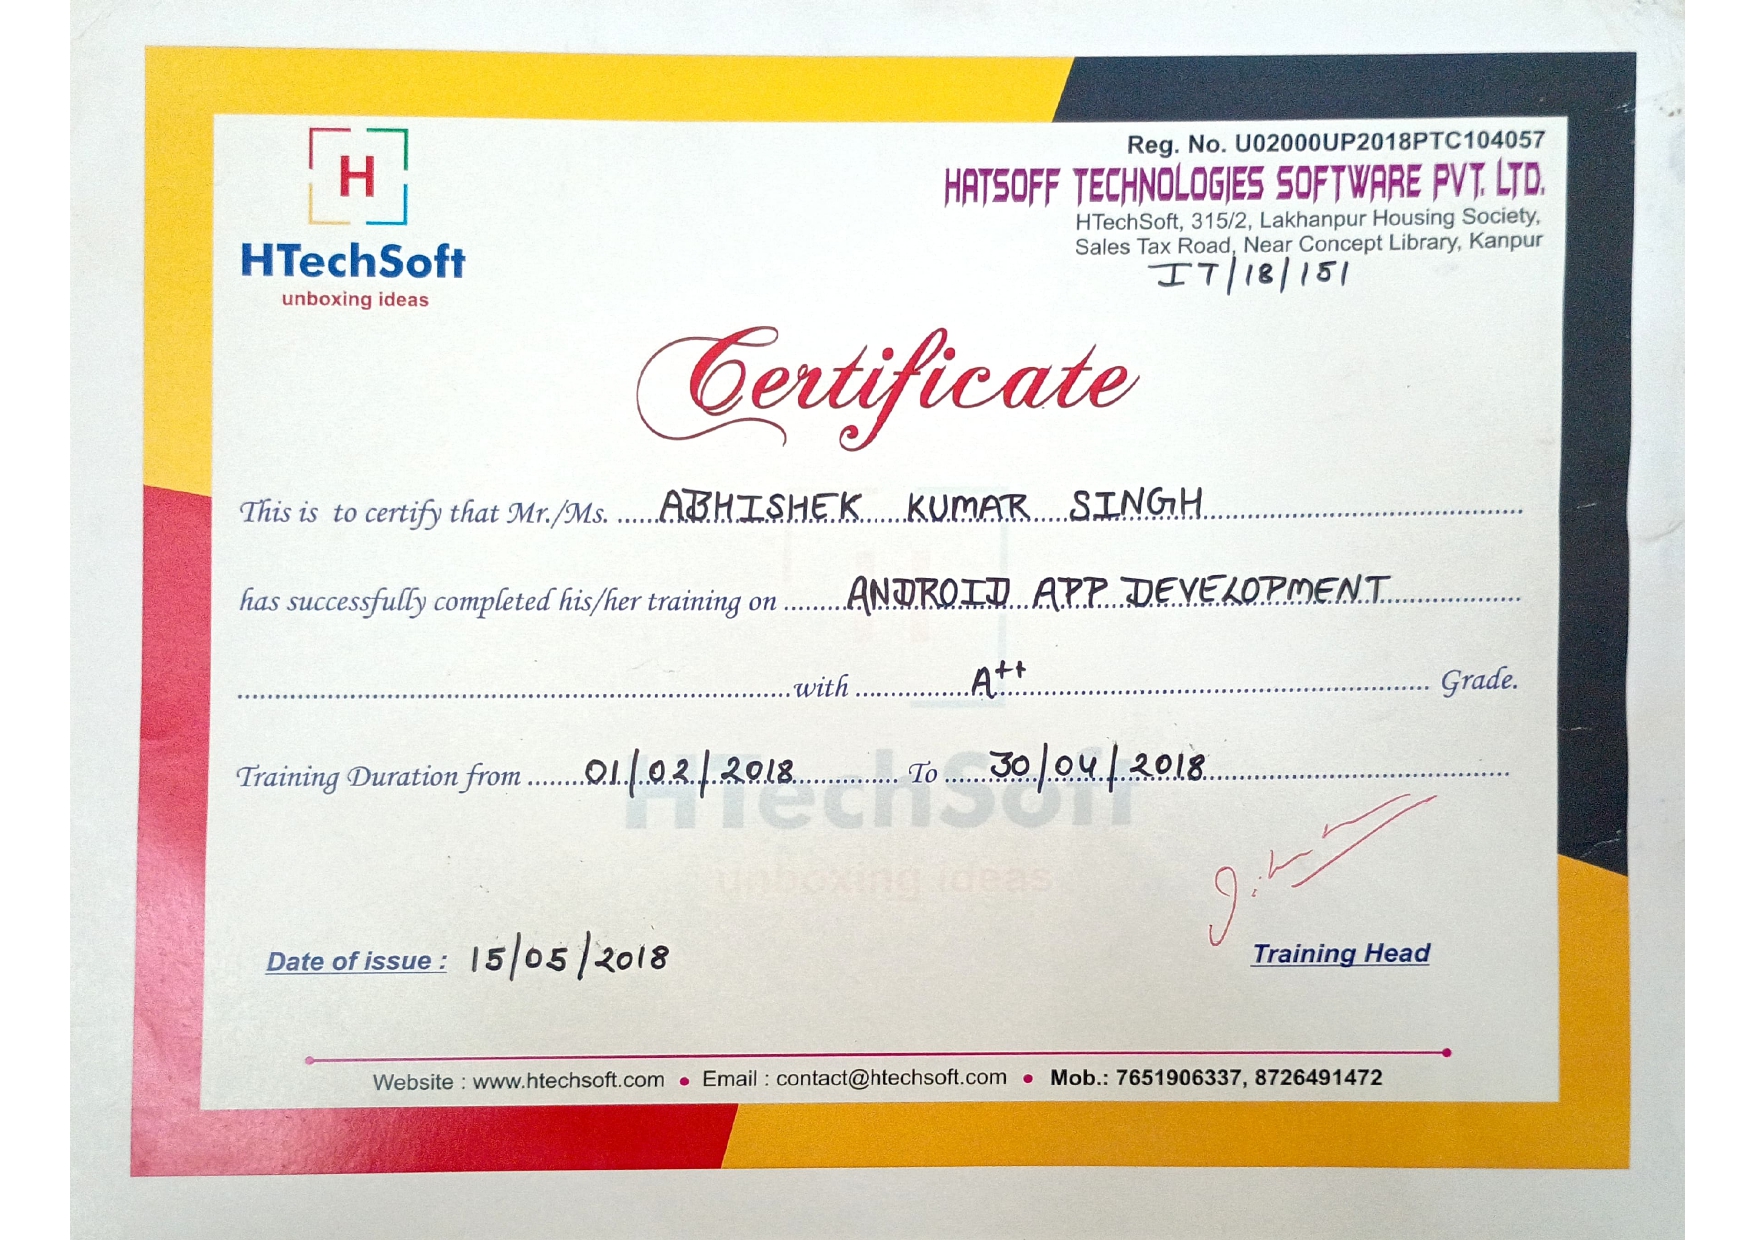 H
HTechSoft
unboxing ideas
Reg. No. U02000UP2018PTC104057
HATSOFF TECHNOLOGIES SOFTWARE PVT. LTD.
HTechSoft, 315/2, Lakhanpur Housing Society,
Sales Tax Road, Near Concept Library, Kanpur
IT/18/151
Certificate
This is to certify that Mr./Ms. ABHISHEK KUMAR SINGH
has successfully completed his/her training on ANDROID APP DEVELOPMENT
with A++ Grade.
Training Duration from 01/02/2018 To 30/04/2018
HTechSoft
unboxing ideas
Date of issue : 15/05/2018
Training Head
Website : www.htechsoft.com • Email : contact@htechsoft.com • Mob.: 7651906337, 8726491472